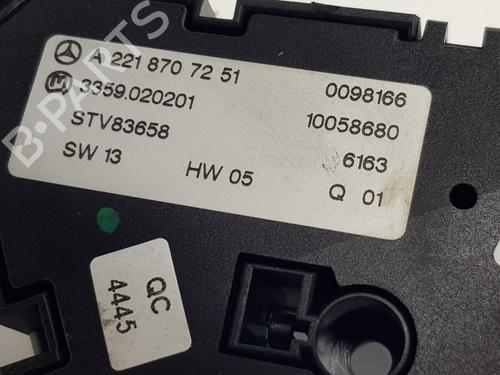 A 221 870 72 51
0098166
3359.020201
10058680
STV83658
6163
SW 13
HW 05
Q 01
QC
4445
B-PARTS